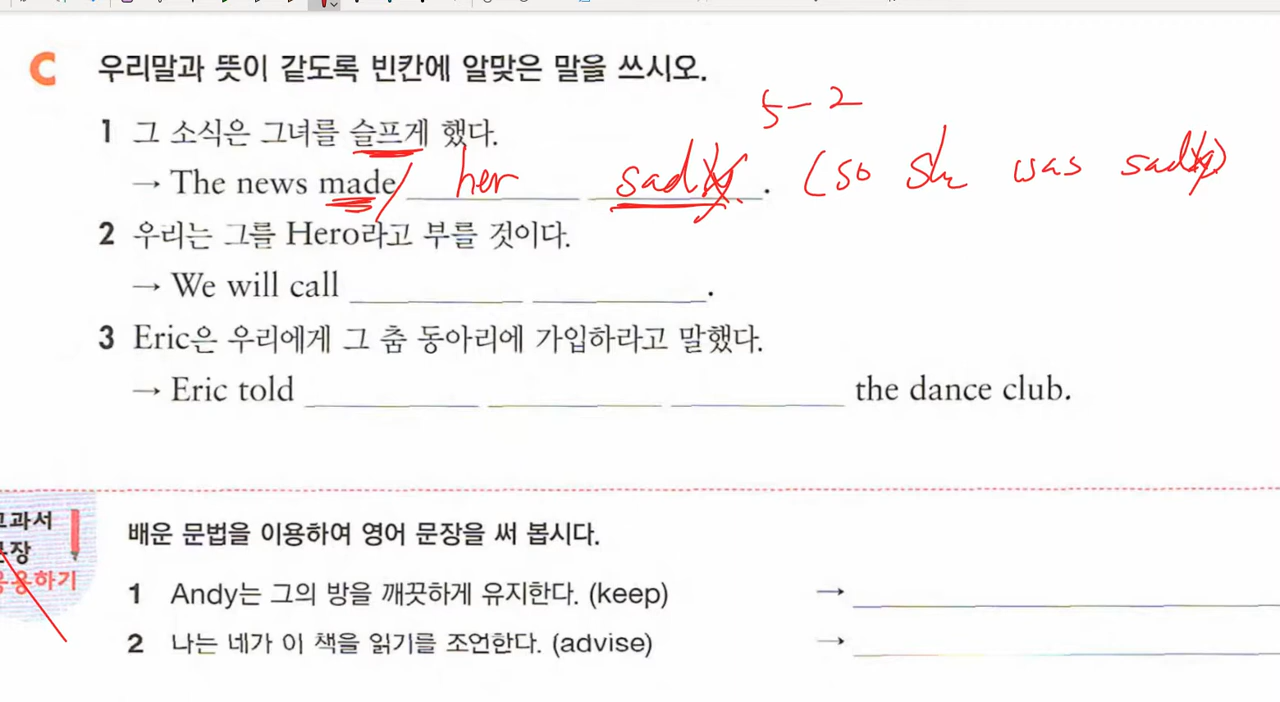 C 우리말과 뜻이 같도록 빈칸에 알맞은 말을 쓰시오.
5-2
1 그 소식은 그녀를 슬프게 했다.
→ The news made her sad. (so she was sad)
2 우리는 그를 Hero라고 부를 것이다.
→ We will call ____ ____.
3 Eric은 우리에게 그 춤 동아리에 가입하라고 말했다.
→ Eric told ____ ____ ____ the dance club.
교과서
문장
응용하기
배운 문법을 이용하여 영어 문장을 써 봅시다.
1 Andy는 그의 방을 깨끗하게 유지한다. (keep) →
2 나는 네가 이 책을 읽기를 조언한다. (advise) →